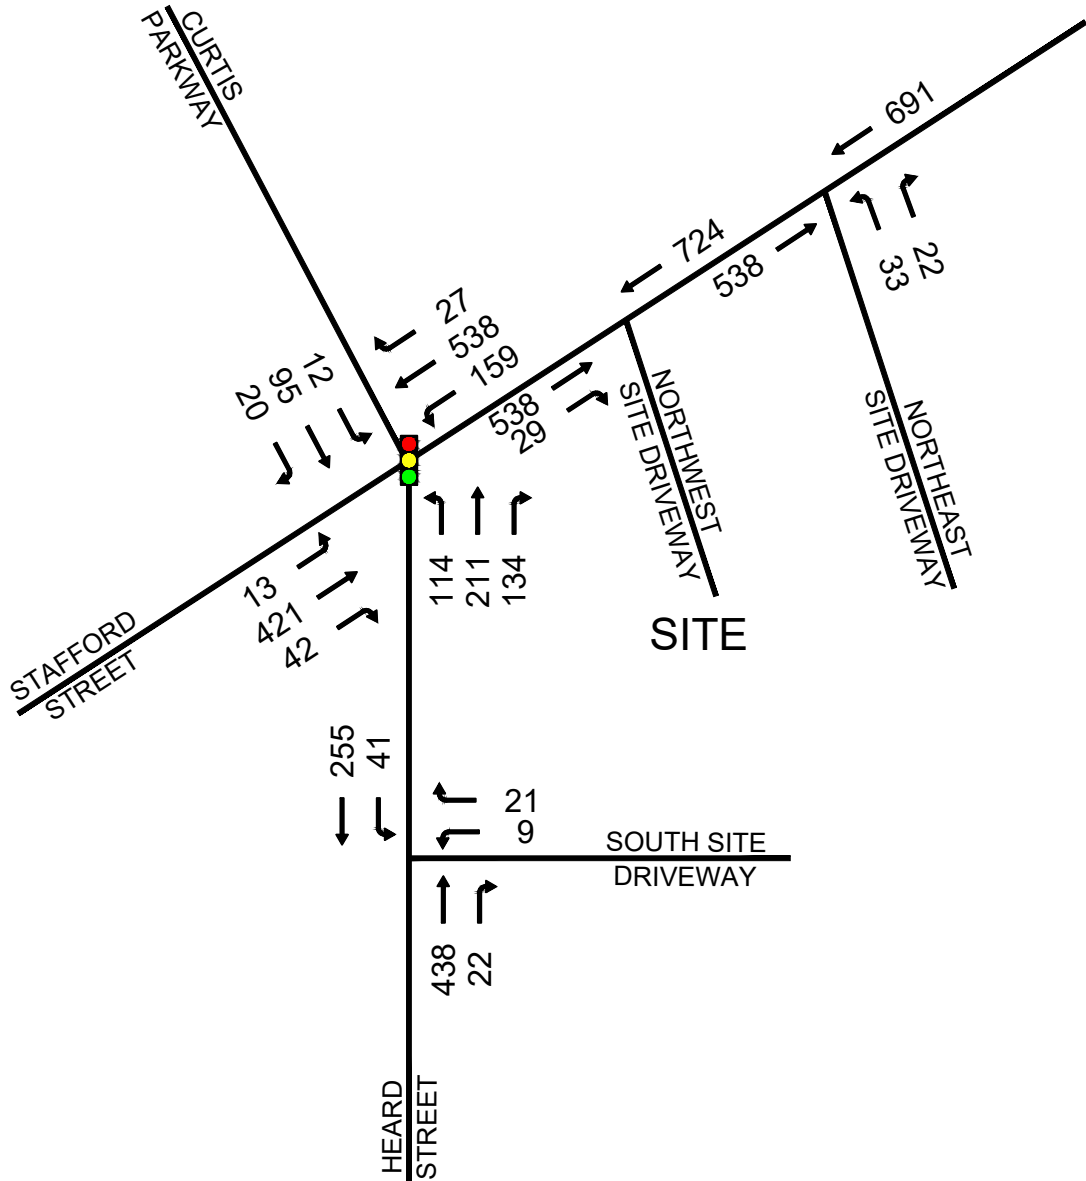 CURTIS
PARKWAY
691
22
33
724
538
27
538
159
12
95
20
538
29
NORTHWEST
SITE DRIVEWAY
NORTHEAST
SITE DRIVEWAY
114
211
134
13
421
42
SITE
STAFFORD
STREET
255
41
21
9
SOUTH SITE
DRIVEWAY
438
22
HEARD
STREET